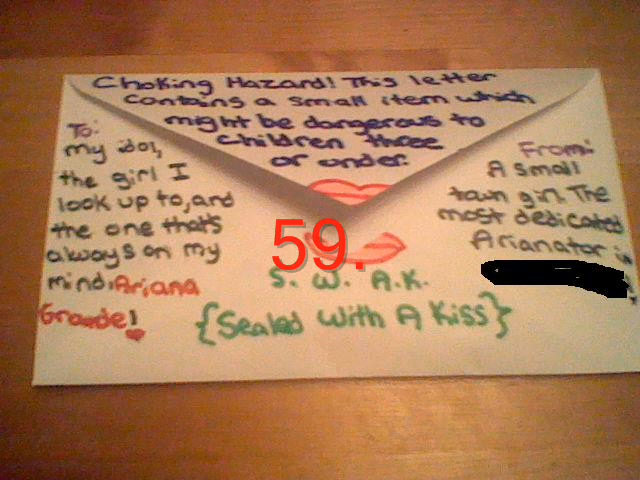 Choking Hazard! This letter
contains a small item which
might be dangerous to
children three
or under.
To:
my idol,
the girl I
look up to, and
the one that's
always on my
mind, Ariana
Grande!
From:
A small
town girl. The
most dedicated
Arianator in
59.
S. W. A.K.
{Sealed With A Kiss}